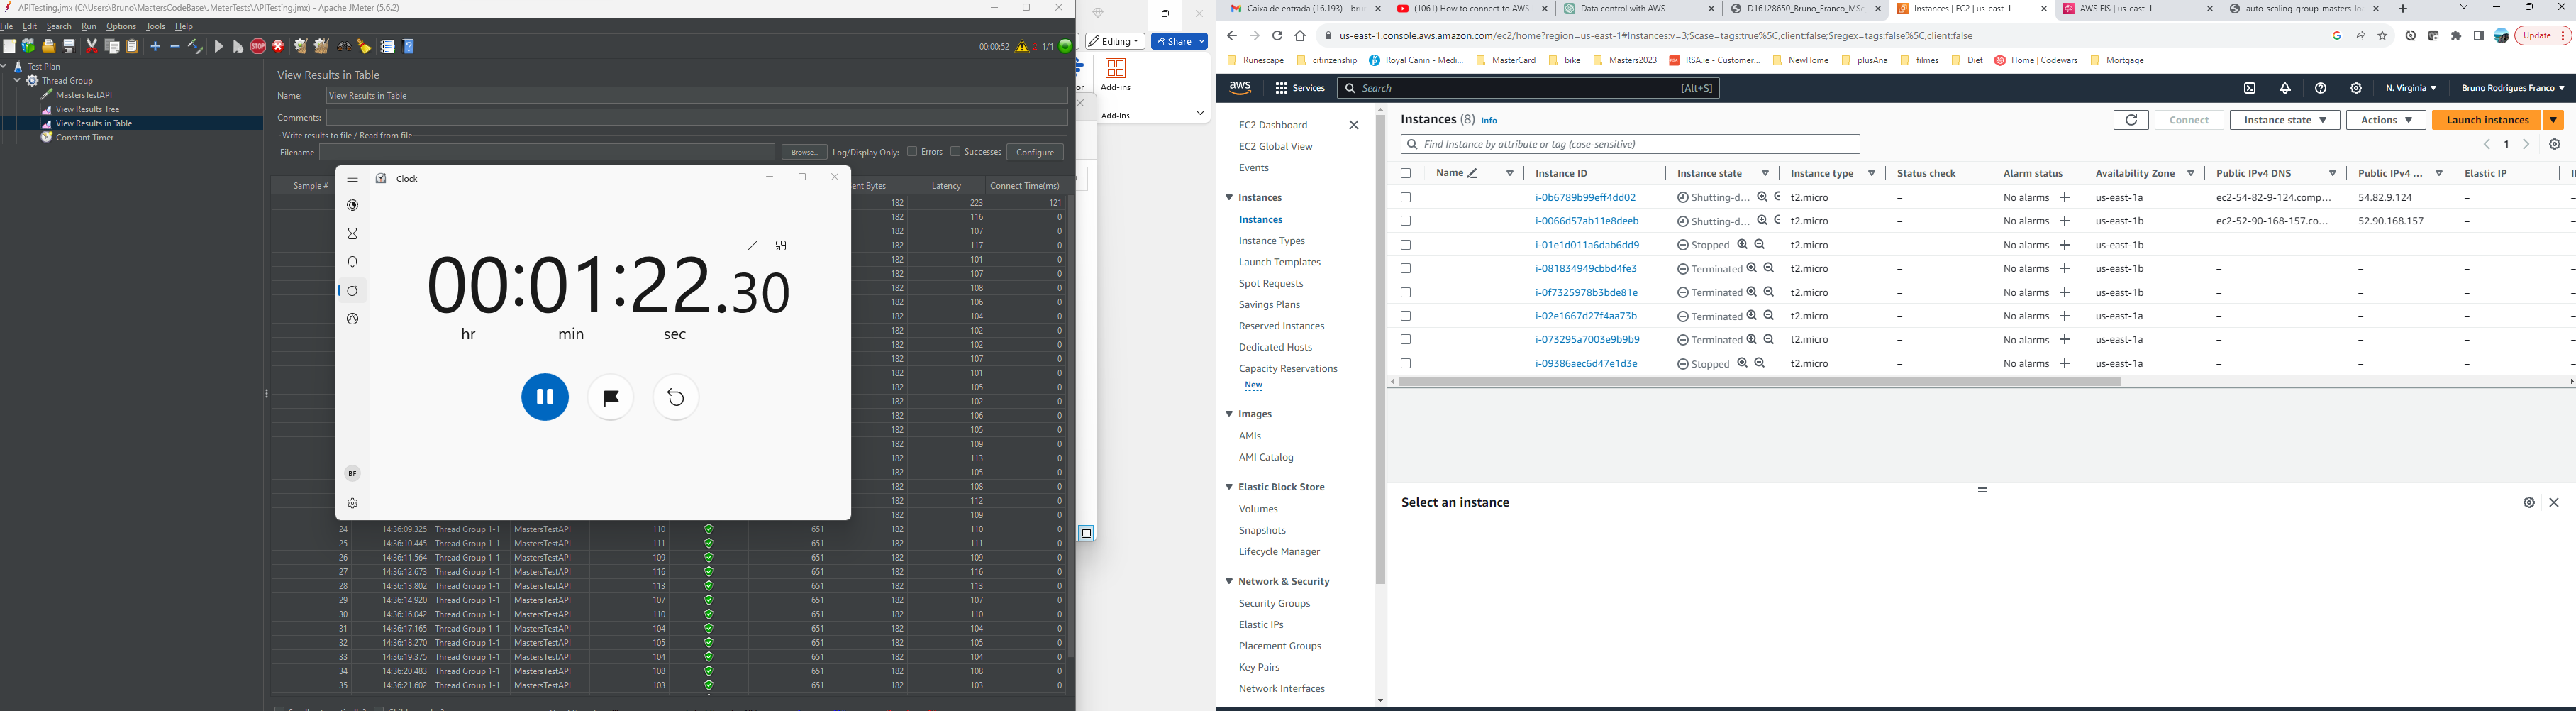 APITesting.jmx (C:\Users\Bruno\MastersCodeBase\JMeterTests\APITesting.jmx) - Apache JMeter (5.6.2)
File Edit Search Run Options Tools Help
00:00:52 1/1
Test Plan
Thread Group
MastersTestAPI
View Results Tree
View Results in Table
Constant Timer
View Results in Table
Name: View Results in Table
Comments:
Write results to file / Read from file
Filename Browse... Log/Display Only: Errors Successes Configure
Sample # ent Bytes Latency Connect Time(ms)
182 223 121
182 116 0
182 107 0
182 117 0
182 101 0
182 107 0
182 108 0
182 106 0
182 104 0
182 102 0
182 102 0
182 107 0
182 101 0
182 105 0
182 102 0
182 106 0
182 105 0
182 109 0
182 113 0
182 105 0
182 108 0
182 112 0
182 109 0
24 14:36:09.325 Thread Group 1-1 MastersTestAPI 110 651 182 110 0
25 14:36:10.445 Thread Group 1-1 MastersTestAPI 111 651 182 111 0
26 14:36:11.564 Thread Group 1-1 MastersTestAPI 109 651 182 109 0
27 14:36:12.673 Thread Group 1-1 MastersTestAPI 116 651 182 116 0
28 14:36:13.802 Thread Group 1-1 MastersTestAPI 113 651 182 113 0
29 14:36:14.920 Thread Group 1-1 MastersTestAPI 107 651 182 107 0
30 14:36:16.042 Thread Group 1-1 MastersTestAPI 110 651 182 110 0
31 14:36:17.165 Thread Group 1-1 MastersTestAPI 104 651 182 104 0
32 14:36:18.270 Thread Group 1-1 MastersTestAPI 105 651 182 105 0
33 14:36:19.375 Thread Group 1-1 MastersTestAPI 104 651 182 104 0
34 14:36:20.483 Thread Group 1-1 MastersTestAPI 108 651 182 108 0
35 14:36:21.602 Thread Group 1-1 MastersTestAPI 103 651 182 103 0
Clock
00:01:22.30
hr min sec
BF
Editing
Share
or
Add-ins
Add-ins
Caixa de entrada (16.193) - bru
(1061) How to connect to AWS
Data control with AWS
D16128650_Bruno_Franco_MSc
Instances | EC2 | us-east-1
AWS FIS | us-east-1
auto-scaling-group-masters-lo
us-east-1.console.aws.amazon.com/ec2/home?region=us-east-1#Instances:v=3;$case=tags:true%5C,client:false;$regex=tags:false%5C,client:false
Update
Runescape citinzenship Royal Canin - Medi... MasterCard bike Masters2023 RSA.ie - Customer... NewHome plusAna filmes Diet Home | Codewars Mortgage
aws Services Search [Alt+S] N. Virginia Bruno Rodrigues Franco
EC2 Dashboard
EC2 Global View
Events
Instances
Instances
Instance Types
Launch Templates
Spot Requests
Savings Plans
Reserved Instances
Dedicated Hosts
Capacity Reservations
New
Images
AMIs
AMI Catalog
Elastic Block Store
Volumes
Snapshots
Lifecycle Manager
Network & Security
Security Groups
Elastic IPs
Placement Groups
Key Pairs
Network Interfaces
Instances (8) Info
Connect Instance state Actions Launch instances
Find Instance by attribute or tag (case-sensitive)
1
Name Instance ID Instance state Instance type Status check Alarm status Availability Zone Public IPv4 DNS Public IPv4 ... Elastic IP
i-0b6789b99eff4dd02 Shutting-d... t2.micro – No alarms us-east-1a ec2-54-82-9-124.comp... 54.82.9.124 –
i-0066d57ab11e8deeb Shutting-d... t2.micro – No alarms us-east-1b ec2-52-90-168-157.co... 52.90.168.157 –
i-01e1d011a6dab6dd9 Stopped t2.micro – No alarms us-east-1b – – –
i-081834949cbbd4fe3 Terminated t2.micro – No alarms us-east-1b – – –
i-0f7325978b3bde81e Terminated t2.micro – No alarms us-east-1b – – –
i-02e1667d27f4aa73b Terminated t2.micro – No alarms us-east-1a – – –
i-073295a7003e9b9b9 Terminated t2.micro – No alarms us-east-1a – – –
i-09386aec6d47e1d3e Stopped t2.micro – No alarms us-east-1a – – –
Select an instance